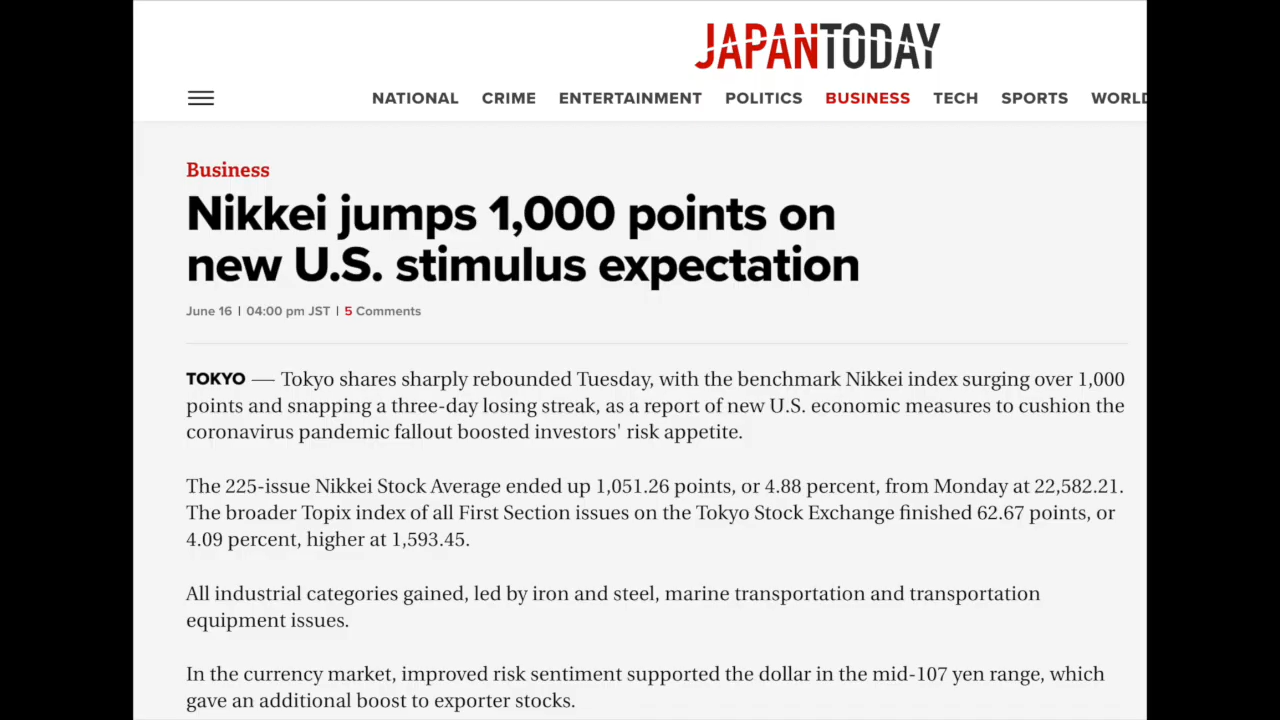 JAPANTODAY
NATIONAL CRIME ENTERTAINMENT POLITICS BUSINESS TECH SPORTS WORLD
Business
Nikkei jumps 1,000 points on
new U.S. stimulus expectation
June 16 | 04:00 pm JST | 5 Comments
TOKYO — Tokyo shares sharply rebounded Tuesday, with the benchmark Nikkei index surging over 1,000
points and snapping a three-day losing streak, as a report of new U.S. economic measures to cushion the
coronavirus pandemic fallout boosted investors' risk appetite.
The 225-issue Nikkei Stock Average ended up 1,051.26 points, or 4.88 percent, from Monday at 22,582.21.
The broader Topix index of all First Section issues on the Tokyo Stock Exchange finished 62.67 points, or
4.09 percent, higher at 1,593.45.
All industrial categories gained, led by iron and steel, marine transportation and transportation
equipment issues.
In the currency market, improved risk sentiment supported the dollar in the mid-107 yen range, which
gave an additional boost to exporter stocks.